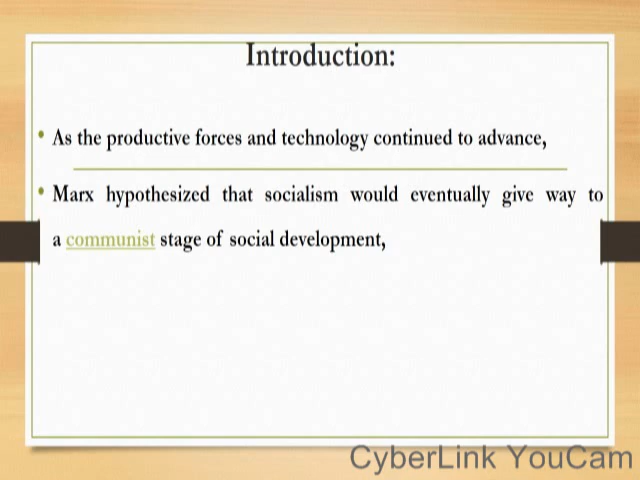 Introduction:
• As the productive forces and technology continued to advance,
• Marx hypothesized that socialism would eventually give way to
a communist stage of social development,
CyberLink YouCam